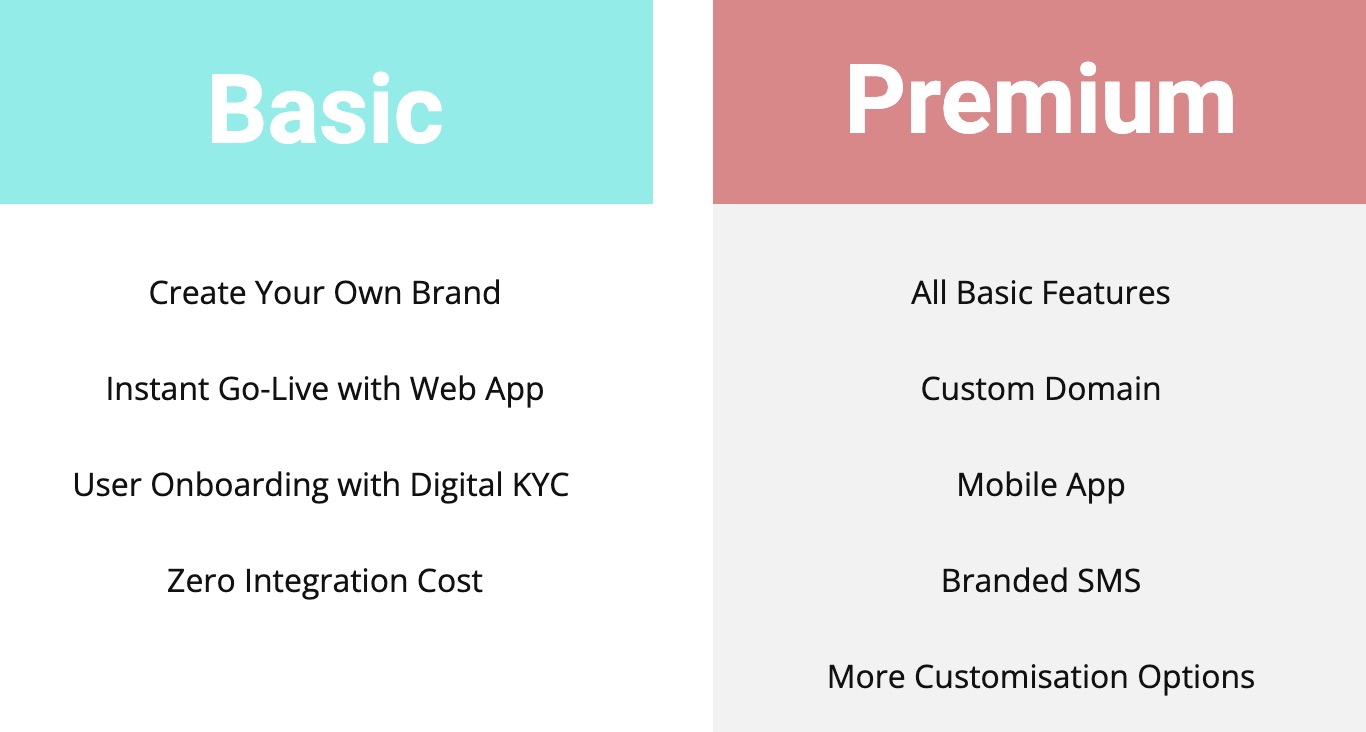 Basic
Create Your Own Brand
Instant Go-Live with Web App
User Onboarding with Digital KYC
Zero Integration Cost
Premium
All Basic Features
Custom Domain
Mobile App
Branded SMS
More Customisation Options